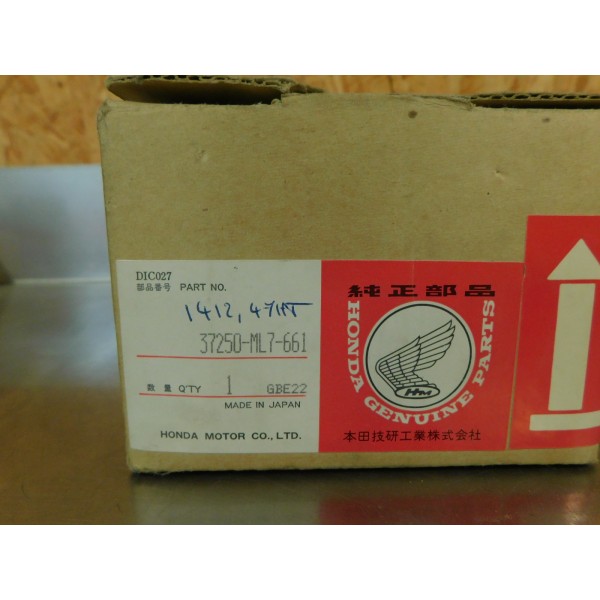 DIC027
部品番号 PART NO.
37250-ML7-661
数量 Q'TY 1 GBE22
MADE IN JAPAN
HONDA MOTOR CO., LTD.
純正部品
HONDA GENUINE PARTS
HM
本田技研工業株式会社